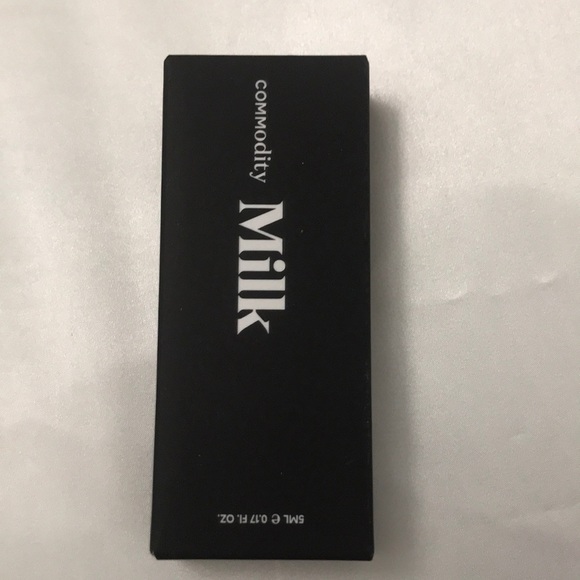 COMModity
Milk
5ML ℮ 0.17 Fl. OZ.